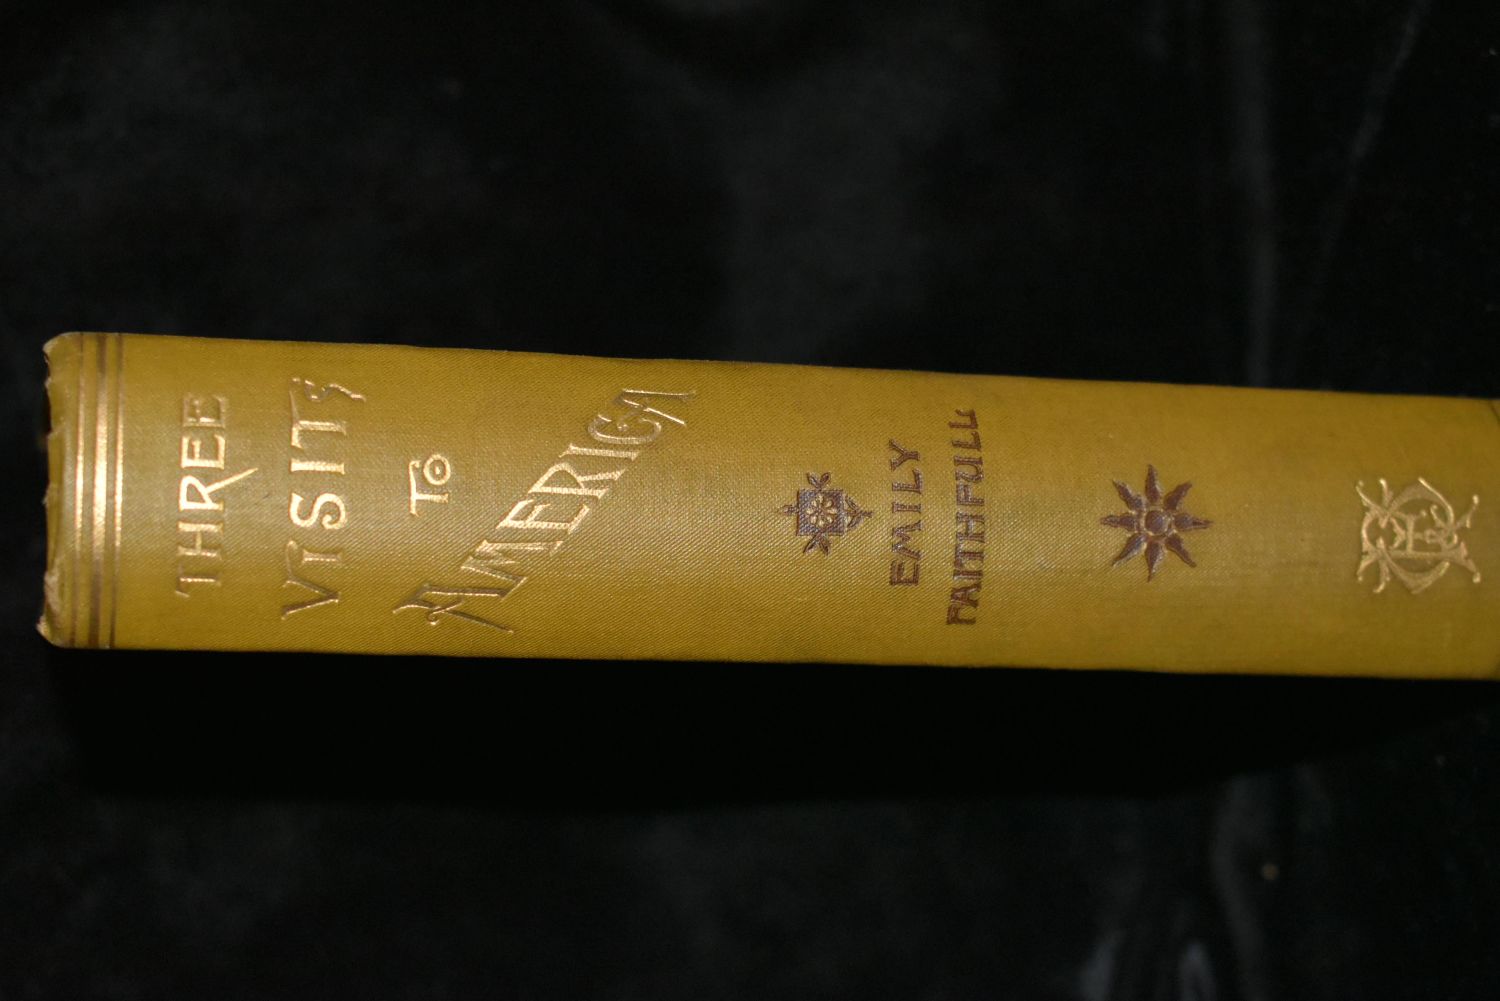 THREE
VISITS
TO
AMERICA
EMILY
FAITHFULL